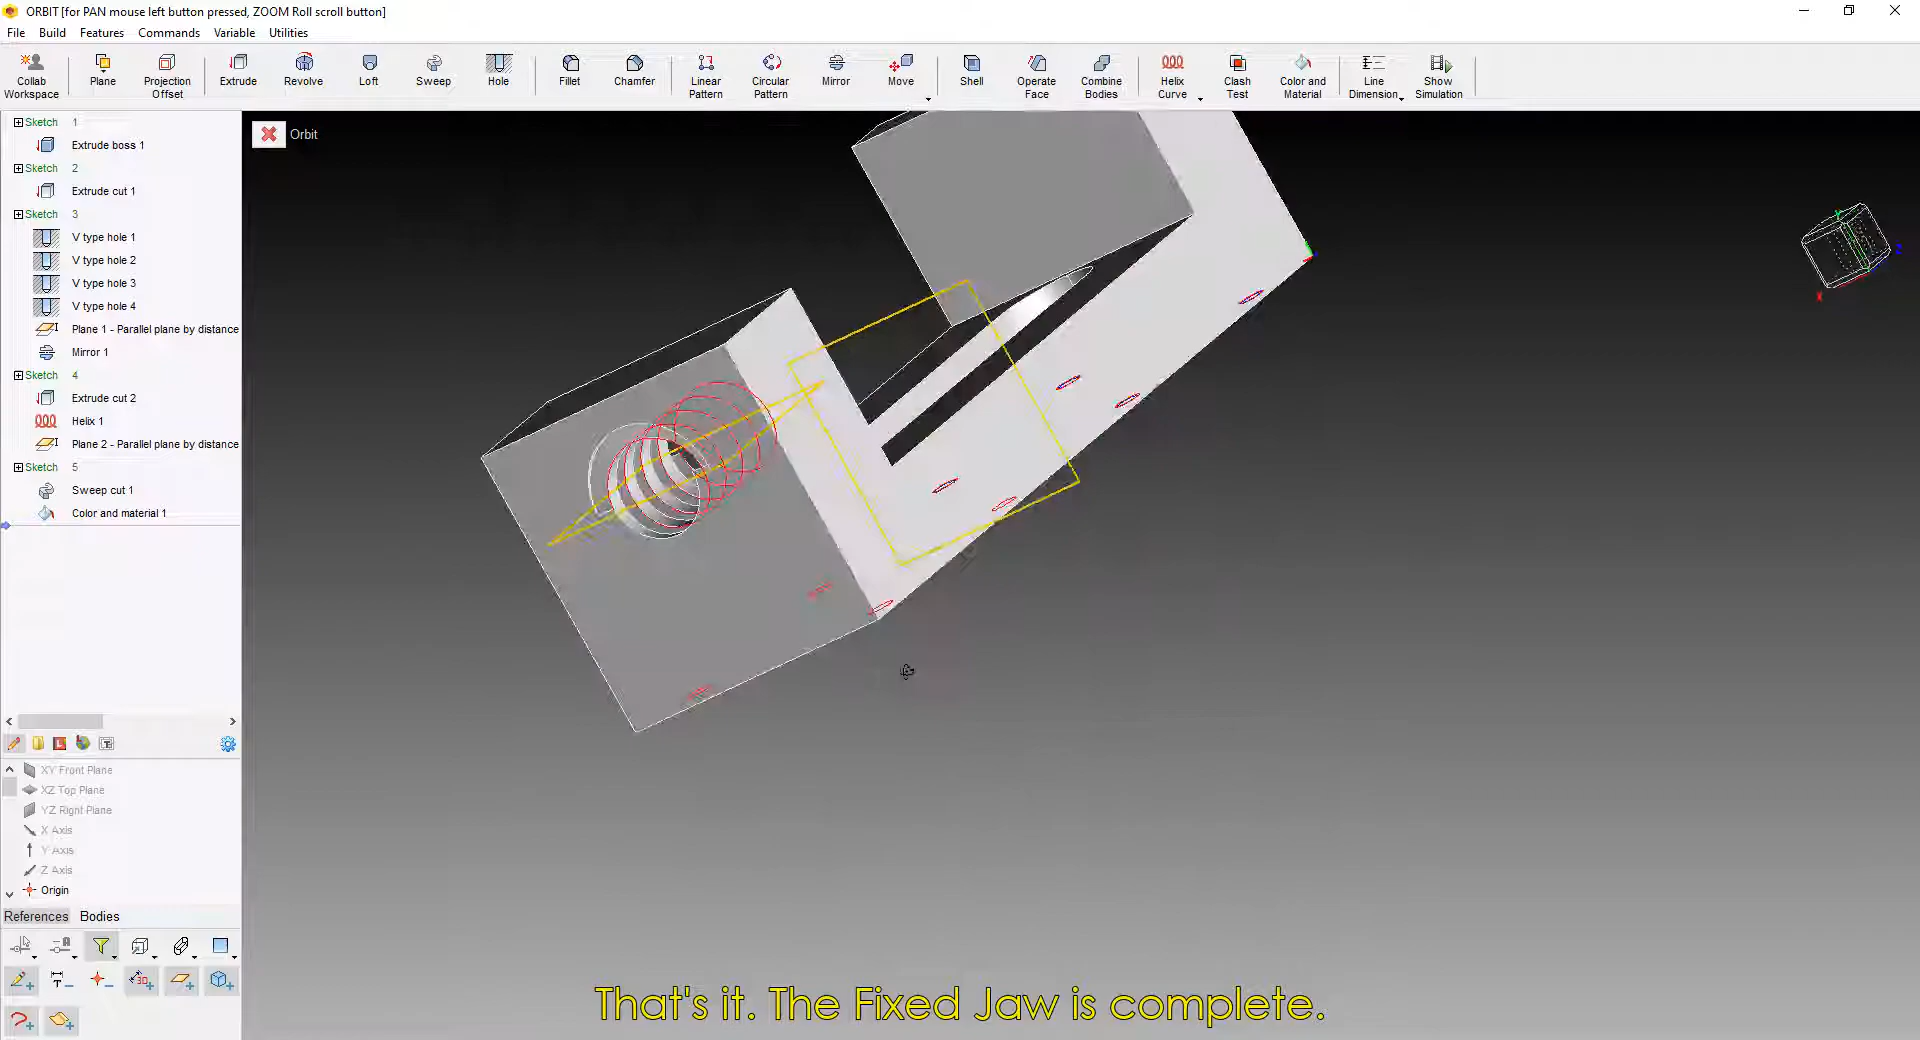 ORBIT [for PAN mouse left button pressed, ZOOM Roll scroll button]
File Build Features Commands Variable Utilities
Collab Workspace
Plane
Projection Offset
Extrude
Revolve
Loft
Sweep
Hole
Fillet
Chamfer
Linear Pattern
Circular Pattern
Mirror
Move
Shell
Operate Face
Combine Bodies
Helix Curve
Clash Test
Color and Material
Line Dimension
Show Simulation
Sketch 1
Extrude boss 1
Sketch 2
Extrude cut 1
Sketch 3
V type hole 1
V type hole 2
V type hole 3
V type hole 4
Plane 1 - Parallel plane by distance
Mirror 1
Sketch 4
Extrude cut 2
Helix 1
Plane 2 - Parallel plane by distance
Sketch 5
Sweep cut 1
Color and material 1
Orbit
Y
Z
X
XY Front Plane
XZ Top Plane
YZ Right Plane
X Axis
Y Axis
Z Axis
Origin
References Bodies
That's it. The Fixed Jaw is complete.